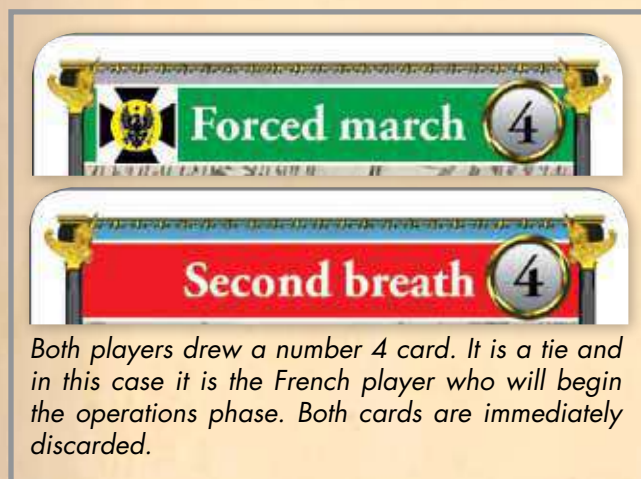 Forced march 4
Second breath 4
Both players drew a number 4 card. It is a tie and
in this case it is the French player who will begin
the operations phase. Both cards are immediately
discarded.